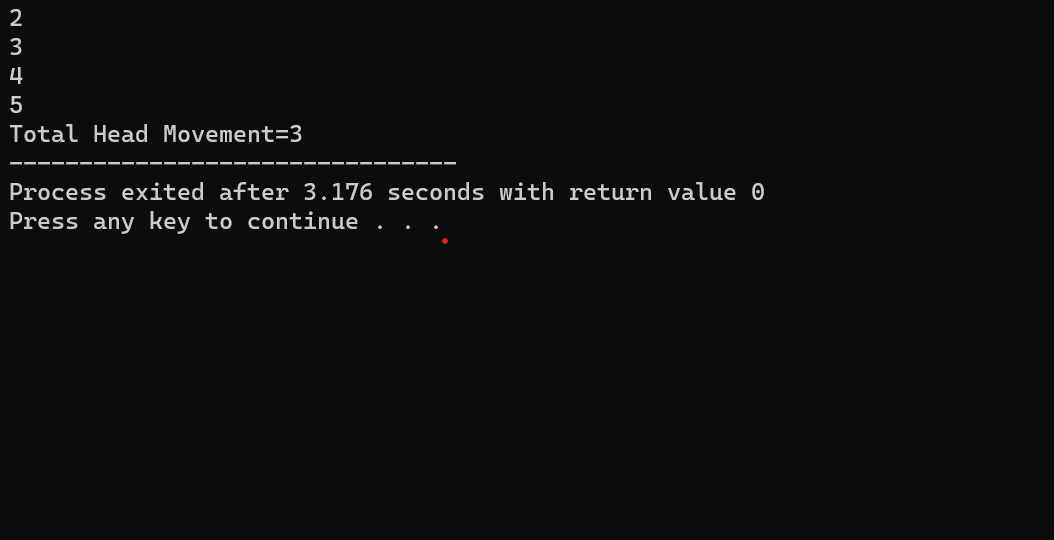 2
3
4
5
Total Head Movement=3
--------------------------------
Process exited after 3.176 seconds with return value 0
Press any key to continue . . .